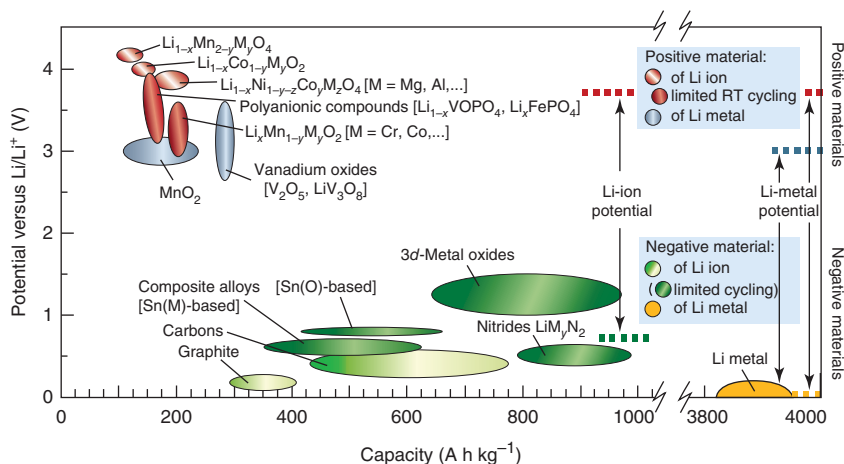 Potential versus Li/Li⁺ (V)
4
3
2
1
0
Li₁₋ₓMn₂₋yMyO₄
Li₁₋ₓCo₁₋yMyO₂
Li₁₋ₓNi₁₋y₋zCoyMzO₄ [M = Mg, Al,...]
Polyanionic compounds [Li₁₋ₓVOPO₄, LiₓFePO₄]
LiₓMn₁₋yMyO₂ [M = Cr, Co,...]
MnO₂
Vanadium oxides
[V₂O₅, LiV₃O₈]
Positive material:
of Li ion
limited RT cycling
of Li metal
Positive materials
Li-ion
potential
Li-metal
potential
Negative material:
of Li ion
( limited cycling)
of Li metal
Negative materials
3d-Metal oxides
Composite alloys
[Sn(M)-based]
[Sn(O)-based]
Carbons
Graphite
Nitrides LiMyN₂
Li metal
0 200 400 600 800 1000 3800 4000
Capacity (A h kg⁻¹)